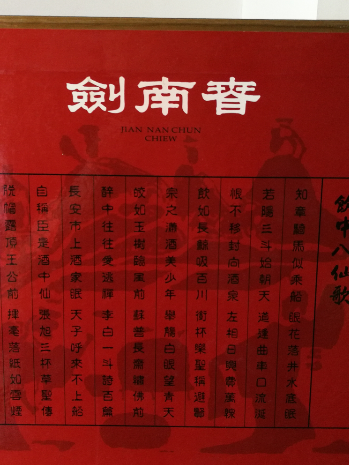 劍南春
JIAN NAN CHUN
CHIEW
飲中八仙歌
知章騎馬似乘船 眼花落井水底眠
汝陽三斗始朝天 道逢曲車口流涎
恨不移封向酒泉 左相日興費萬錢
飲如長鯨吸百川 銜杯樂聖稱避賢
宗之瀟洒美少年 舉觴白眼望青天
皎如玉樹臨風前 蘇晉長齋繡佛前
醉中往往愛逃禪 李白一斗詩百篇
長安市上酒家眠 天子呼來不上船
自稱臣是酒中仙 張旭三杯草聖傳
脫帽露頂王公前 揮毫落紙如雲煙